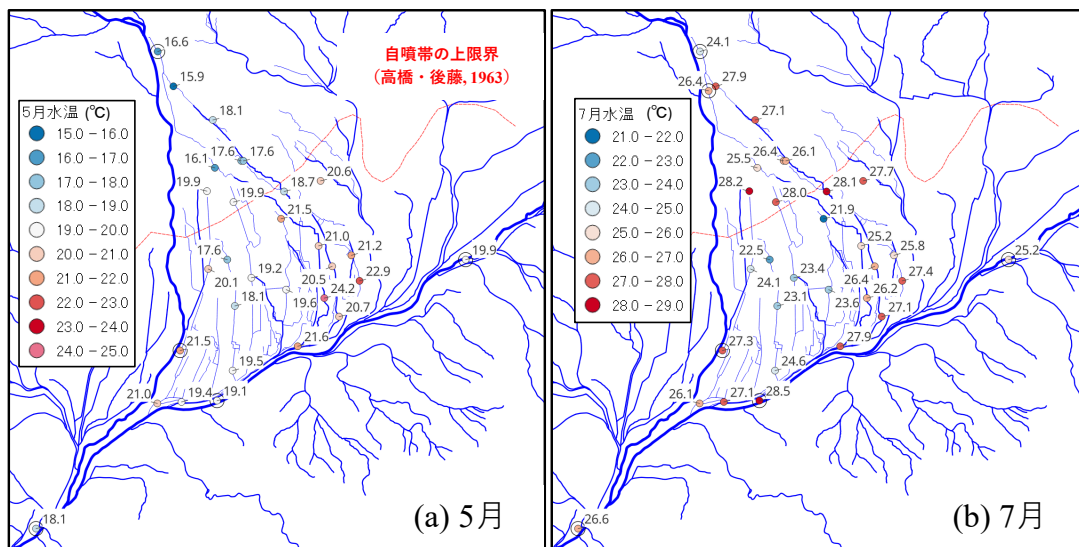 自噴帯の上限界
（高橋・後藤, 1963）
5月水温 (℃)
15.0 – 16.0
16.0 – 17.0
17.0 – 18.0
18.0 – 19.0
19.0 – 20.0
20.0 – 21.0
21.0 – 22.0
22.0 – 23.0
23.0 – 24.0
24.0 – 25.0
16.6
15.9
18.1
17.6
17.6
16.1
19.9
19.9
18.7
20.6
21.5
21.0
21.2
19.9
17.6
20.1
19.2
20.5
22.9
18.1
19.6
24.2
20.7
21.5
21.6
19.5
21.0
19.4
19.1
18.1
(a) 5月
7月水温 (℃)
21.0 – 22.0
22.0 – 23.0
23.0 – 24.0
24.0 – 25.0
25.0 – 26.0
26.0 – 27.0
27.0 – 28.0
28.0 – 29.0
24.1
26.4
27.9
27.1
26.4
26.1
25.5
28.2
28.0
28.1
27.7
21.9
25.2
25.8
25.2
22.5
24.1
23.4
26.4
27.4
23.1
23.6
26.2
27.1
27.3
27.9
24.6
26.1
27.1
28.5
26.6
(b) 7月